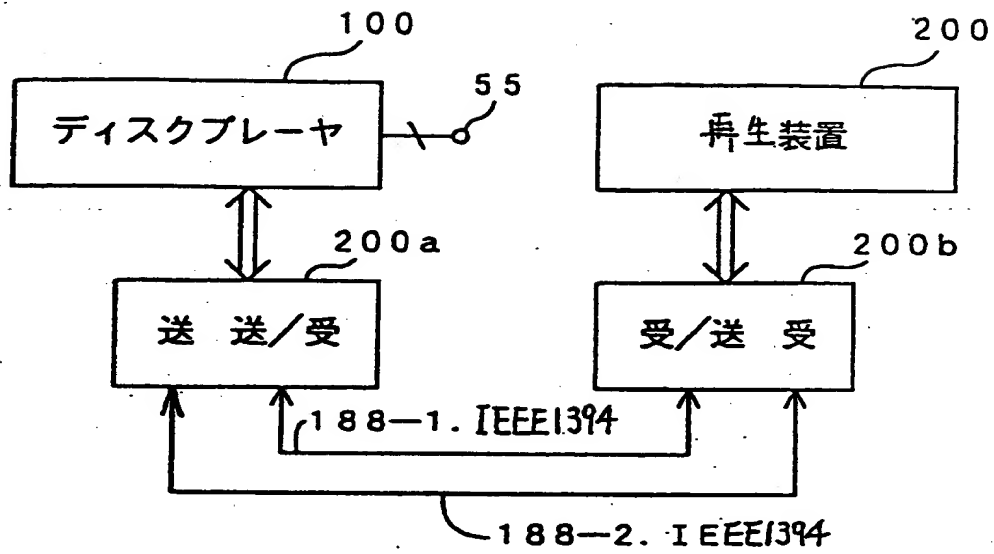 100
200
55
ディスクプレーヤ
再生装置
200a
200b
送 送/受
受/送 受
188-1. IEEE1394
188-2. IEEE1394